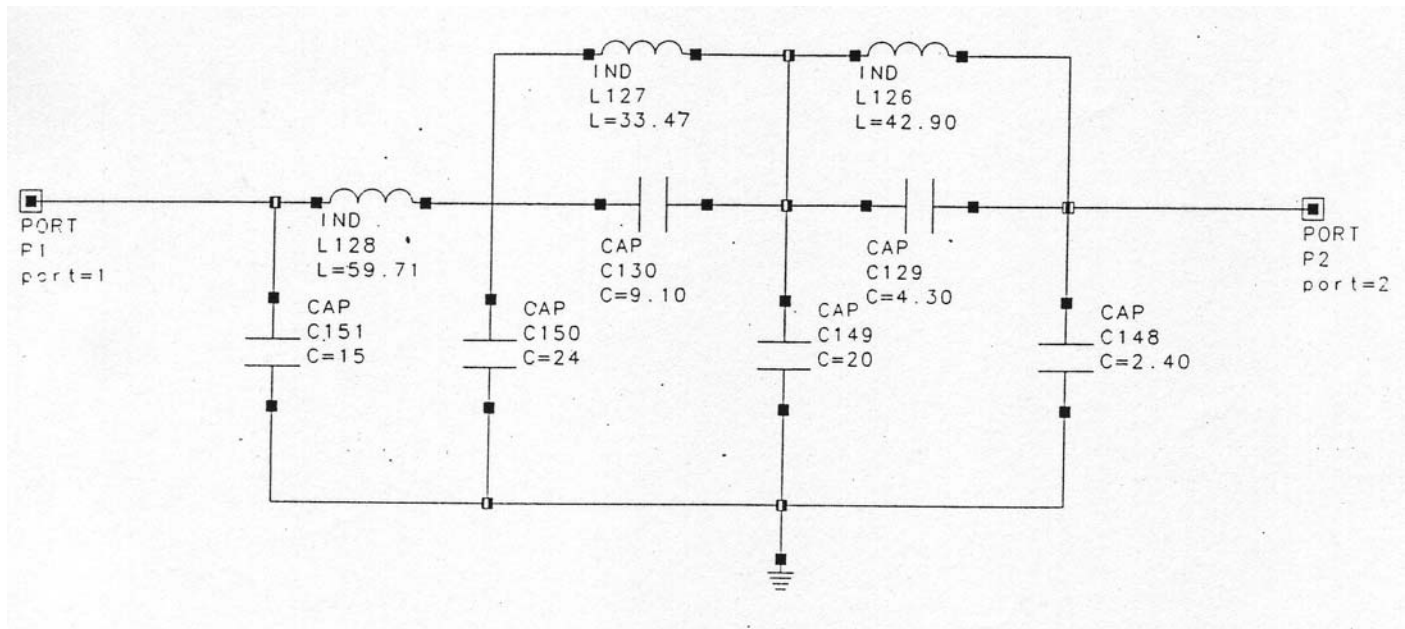 IND
L127
L=33.47
IND
L126
L=42.90
PORT
P1
port=1
IND
L128
L=59.71
CAP
C130
C=9.10
CAP
C129
C=4.30
PORT
P2
port=2
CAP
C151
C=15
CAP
C150
C=24
CAP
C149
C=20
CAP
C148
C=2.40